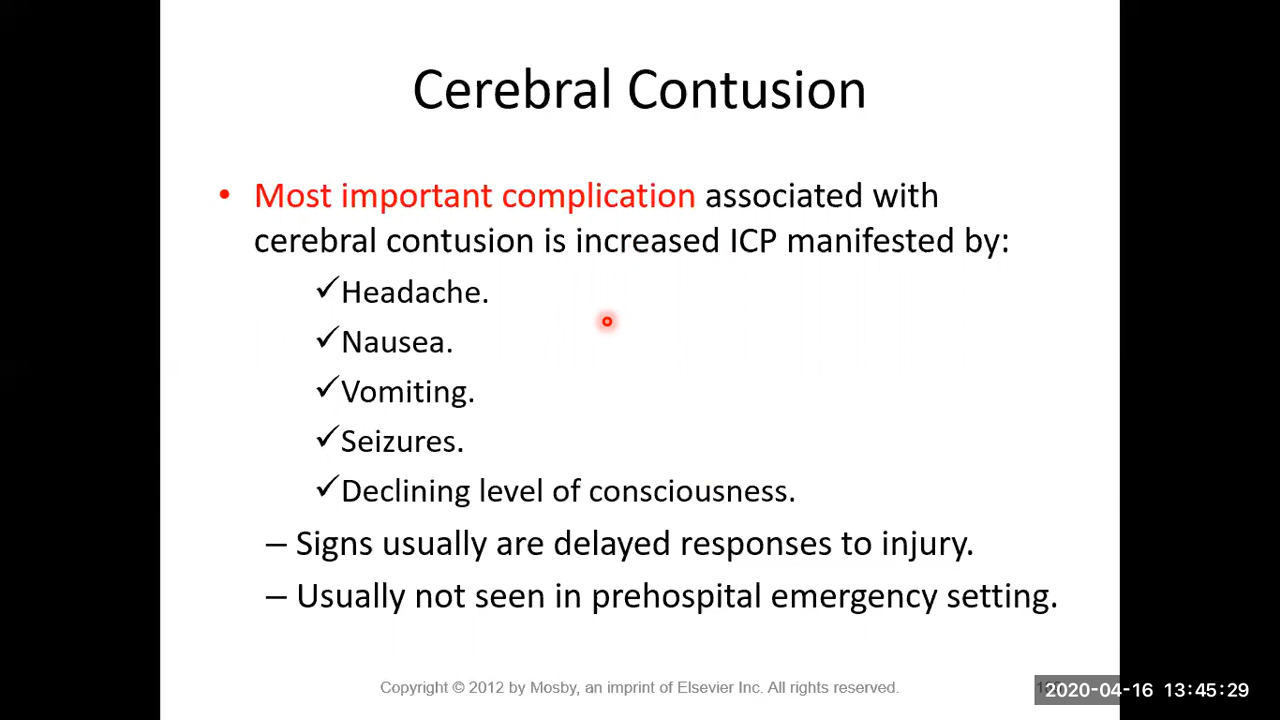 Cerebral Contusion
• Most important complication associated with
cerebral contusion is increased ICP manifested by:
✓Headache.
✓Nausea.
✓Vomiting.
✓Seizures.
✓Declining level of consciousness.
– Signs usually are delayed responses to injury.
– Usually not seen in prehospital emergency setting.
Copyright © 2012 by Mosby, an imprint of Elsevier Inc. All rights reserved.
2020-04-16 13:45:29